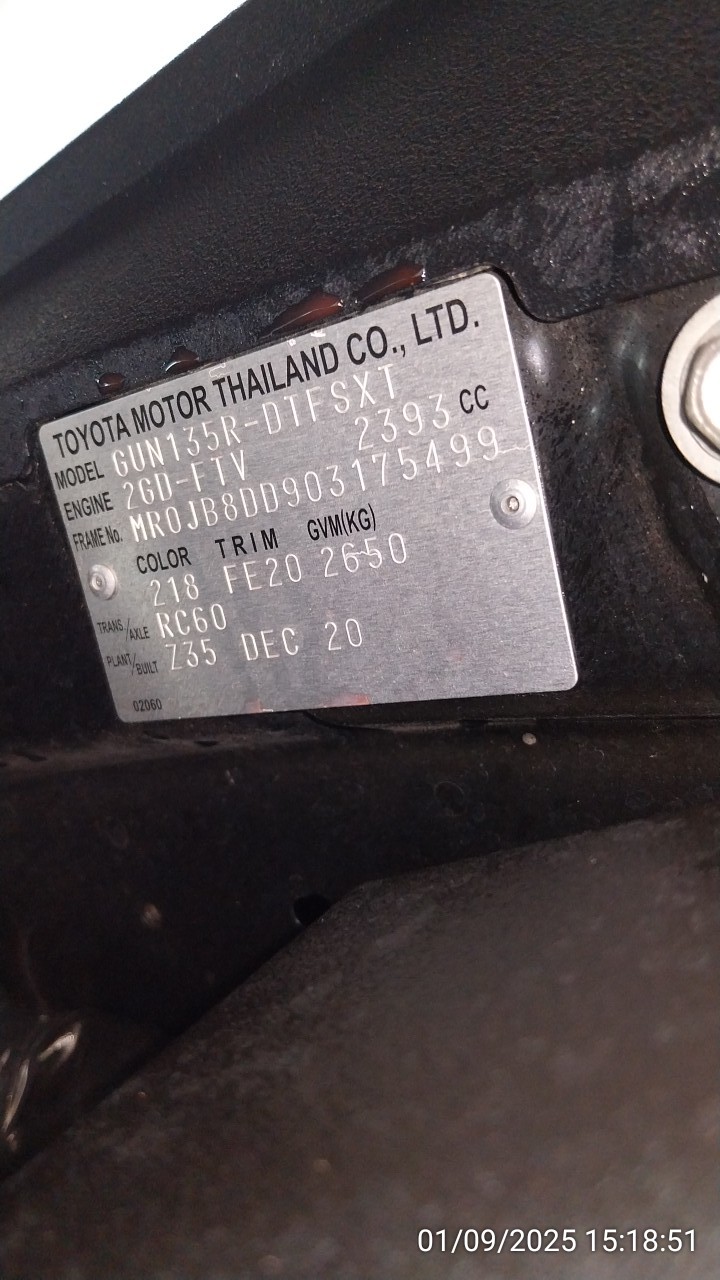 TOYOTA MOTOR THAILAND CO., LTD.
MODEL GUN135R-DTFSXT
ENGINE 2GD-FTV 2393 CC
FRAME No. MR0JB8DD903175499
COLOR TRIM GVM(KG)
218 FE20 2650
TRANS/AXLE RC60
PLANT/BUILT Z35 DEC 20
02060
01/09/2025 15:18:51